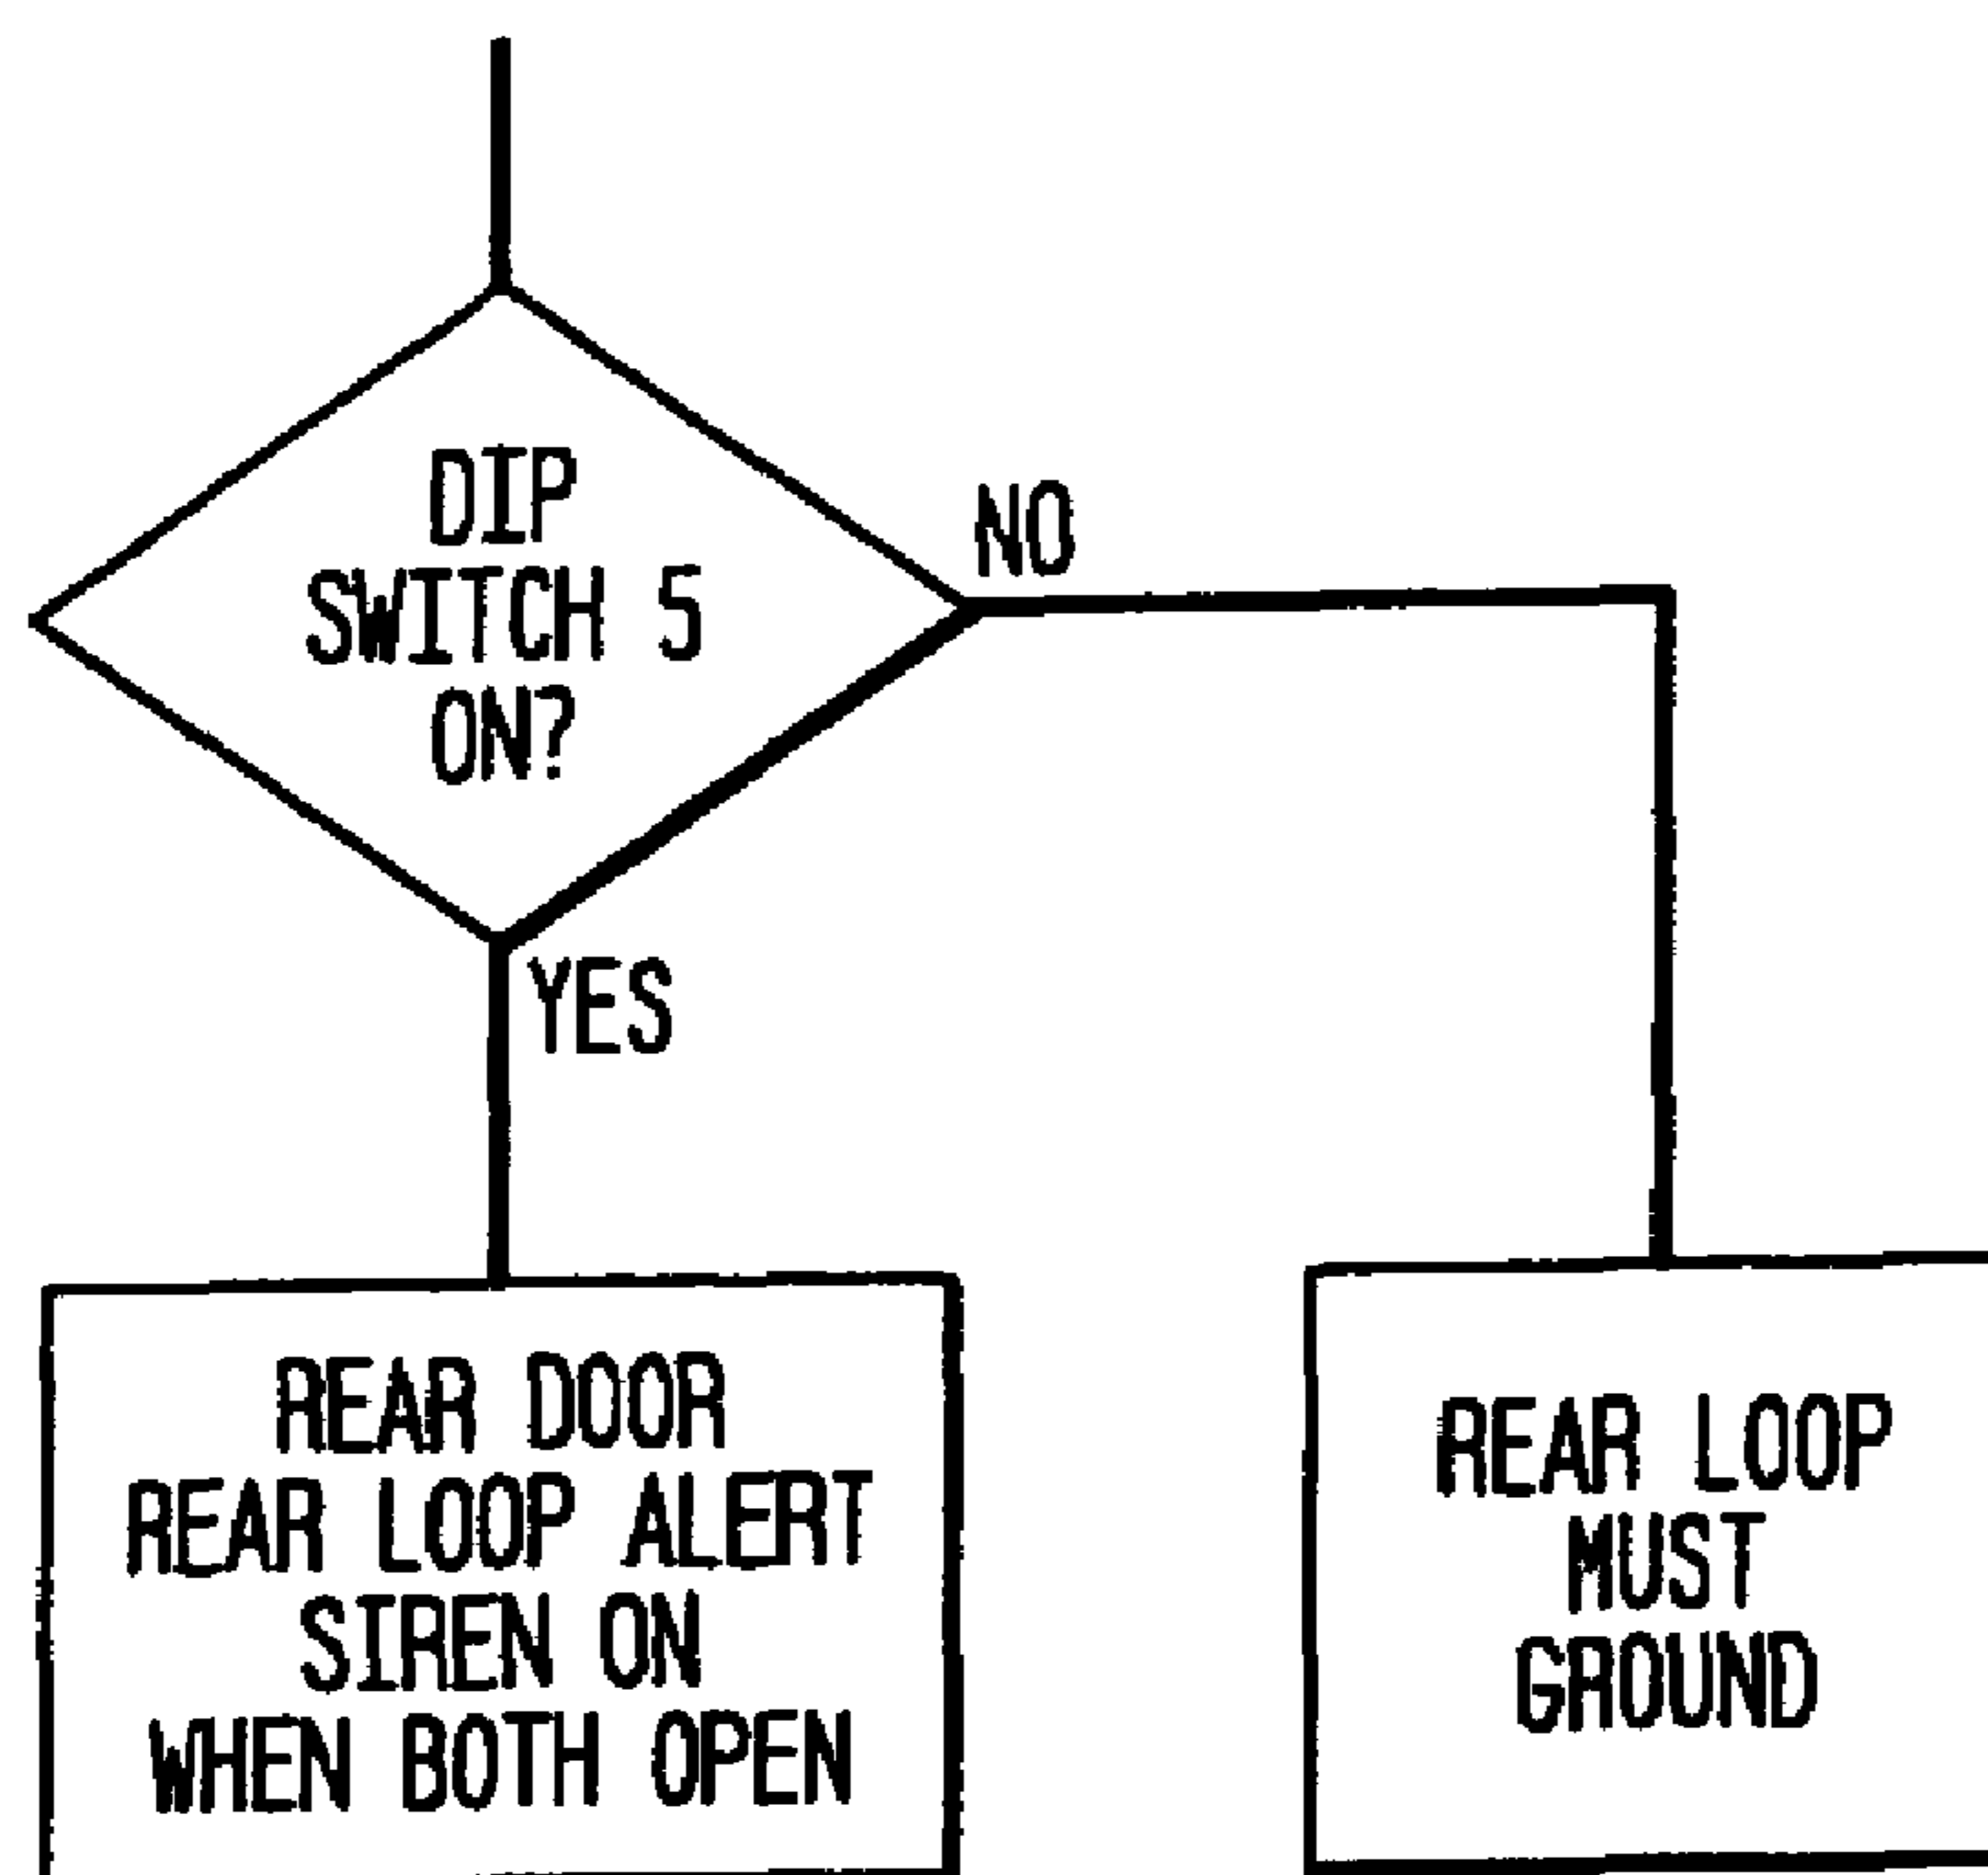 DIP
SWITCH 5
ON?
NO
YES
REAR DOOR
REAR LOOP ALERT
SIREN ON
WHEN BOTH OPEN
REAR LOOP
MUST
GROUND